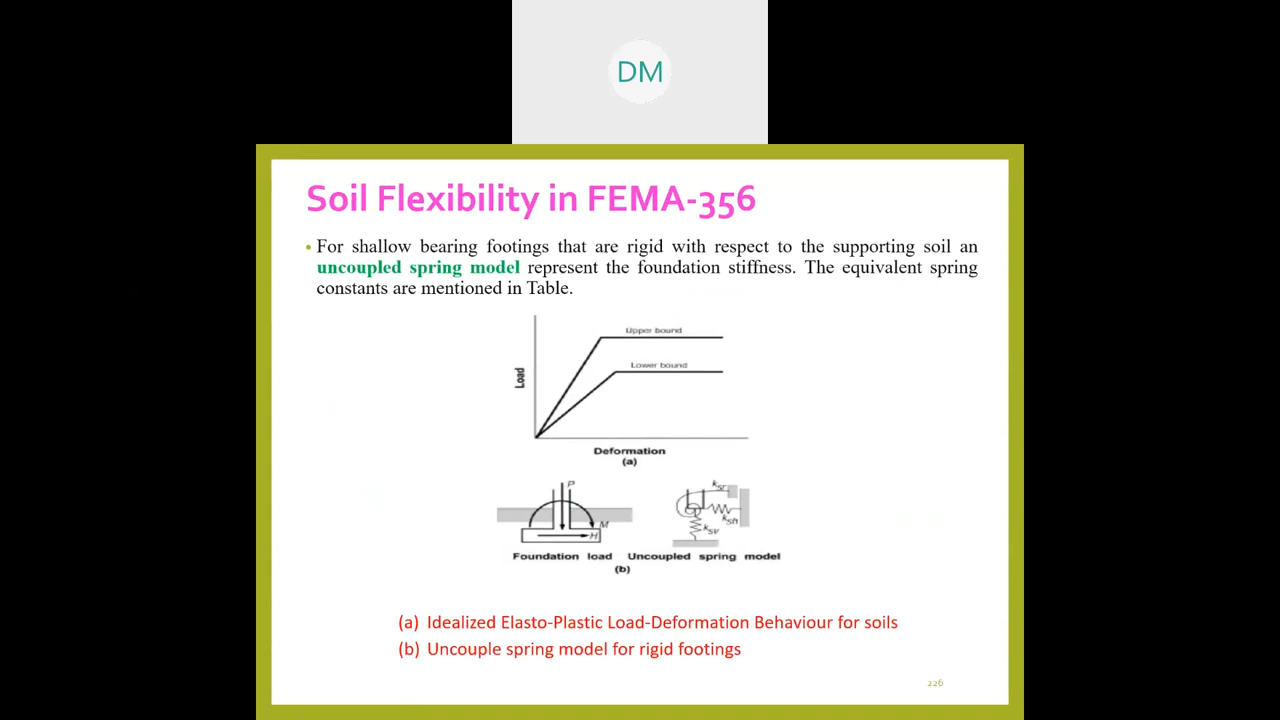 DM
Soil Flexibility in FEMA-356
• For shallow bearing footings that are rigid with respect to the supporting soil an
uncoupled spring model represent the foundation stiffness. The equivalent spring
constants are mentioned in Table.
Upper bound
Lower bound
Load
Deformation
(a)
P
M
H
ksr
ksh
ksv
Foundation load Uncoupled spring model
(b)
(a) Idealized Elasto-Plastic Load-Deformation Behaviour for soils
(b) Uncouple spring model for rigid footings
226